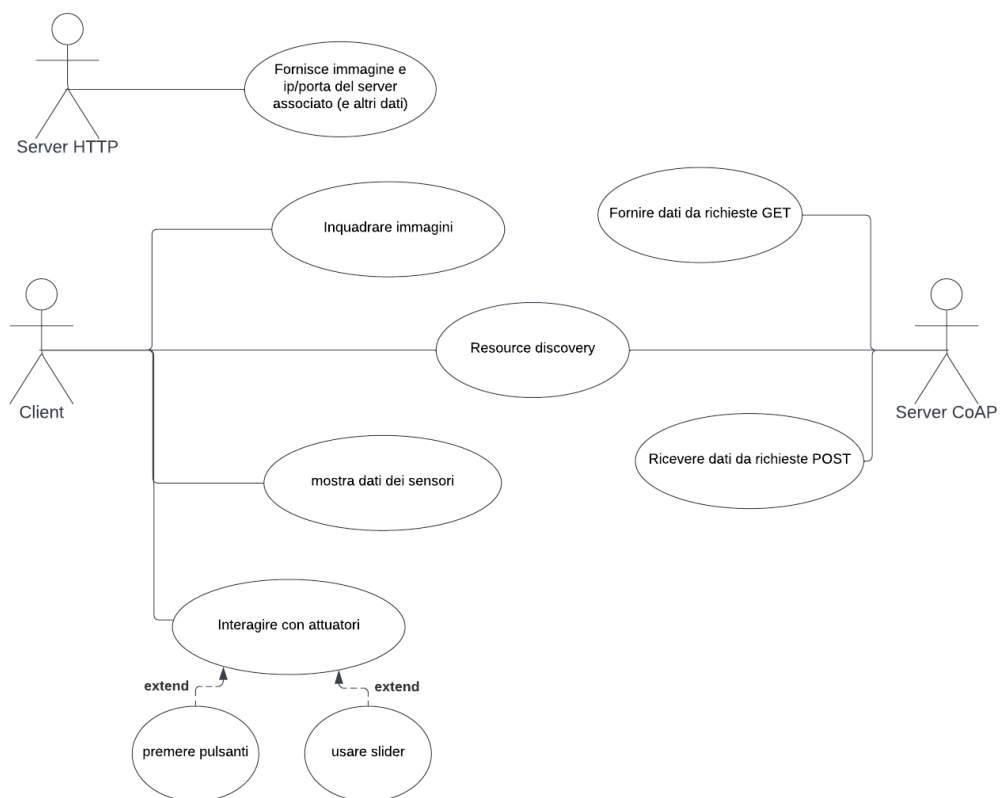 Fornisce immagine e
ip/porta del server
associato (e altri dati)
Server HTTP
Inquadrare immagini
Fornire dati da richieste GET
Resource discovery
Client
Server CoAP
Ricevere dati da richieste POST
mostra dati dei sensori
Interagire con attuatori
extend
extend
premere pulsanti
usare slider